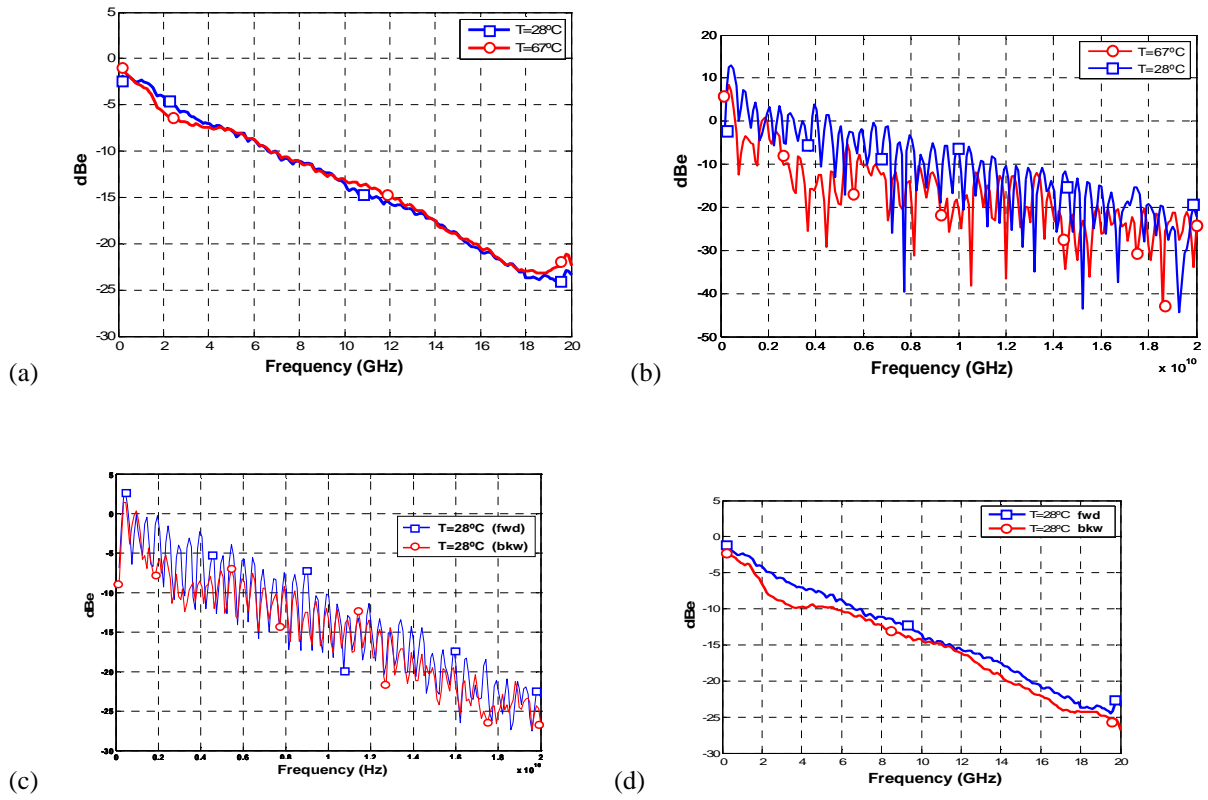 5
0
-5
-10
-15
-20
-25
-30
dBe
0 2 4 6 8 10 12 14 16 18 20
Frequency (GHz)
T=28ºC
T=67ºC
(a)
20
10
0
-10
-20
-30
-40
-50
dBe
0 0.2 0.4 0.6 0.8 1 1.2 1.4 1.6 1.8 2
Frequency (GHz)
x 10^10
T=67ºC
T=28ºC
(b)
5
0
-5
-10
-15
-20
-25
-30
dBe
0 0.2 0.4 0.6 0.8 1 1.2 1.4 1.6 1.8 2
Frequency (Hz)
x 10^10
T=28ºC (fwd)
T=28ºC (bkw)
(c)
5
0
-5
-10
-15
-20
-25
-30
dBe
0 2 4 6 8 10 12 14 16 18 20
Frequency (GHz)
T=28ºC fwd
T=28ºC bkw
(d)